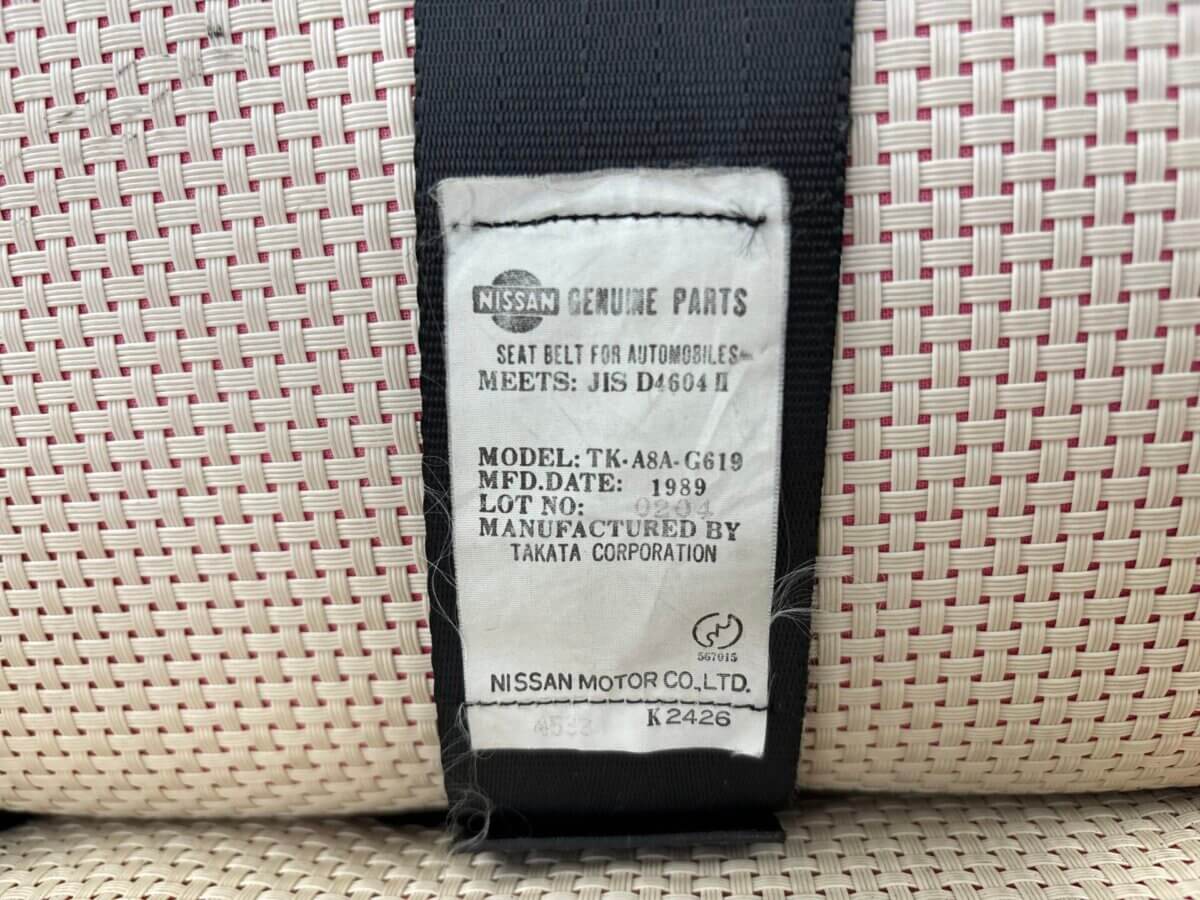 NISSAN GENUINE PARTS
SEAT BELT FOR AUTOMOBILES
MEETS: JIS D4604 II
MODEL: TK-A8A-G619
MFD.DATE: 1989
LOT NO: 0204
MANUFACTURED BY
TAKATA CORPORATION
567015
NISSAN MOTOR CO.,LTD.
K2426